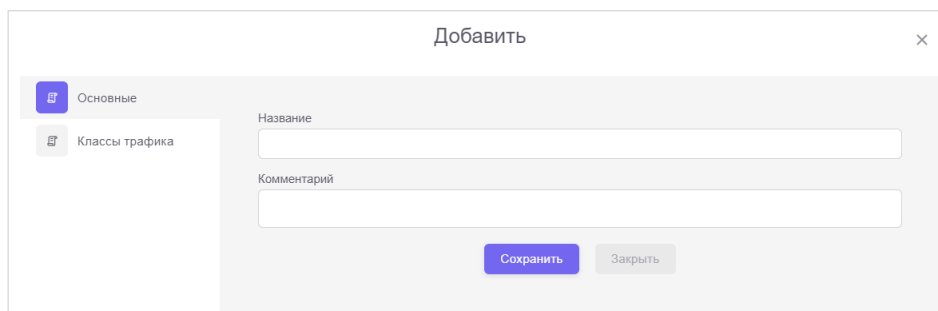 Добавить
Основные
Классы трафика
Название
Комментарий
Сохранить
Закрыть